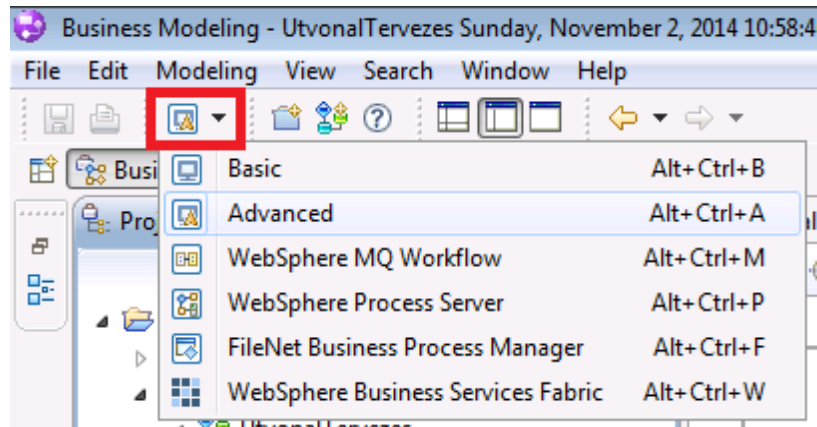 Business Modeling - UtvonalTervezes Sunday, November 2, 2014 10:58:4
File Edit Modeling View Search Window Help
Busi
Basic Alt+Ctrl+B
Pro
Advanced Alt+Ctrl+A
WebSphere MQ Workflow Alt+Ctrl+M
WebSphere Process Server Alt+Ctrl+P
FileNet Business Process Manager Alt+Ctrl+F
WebSphere Business Services Fabric Alt+Ctrl+W